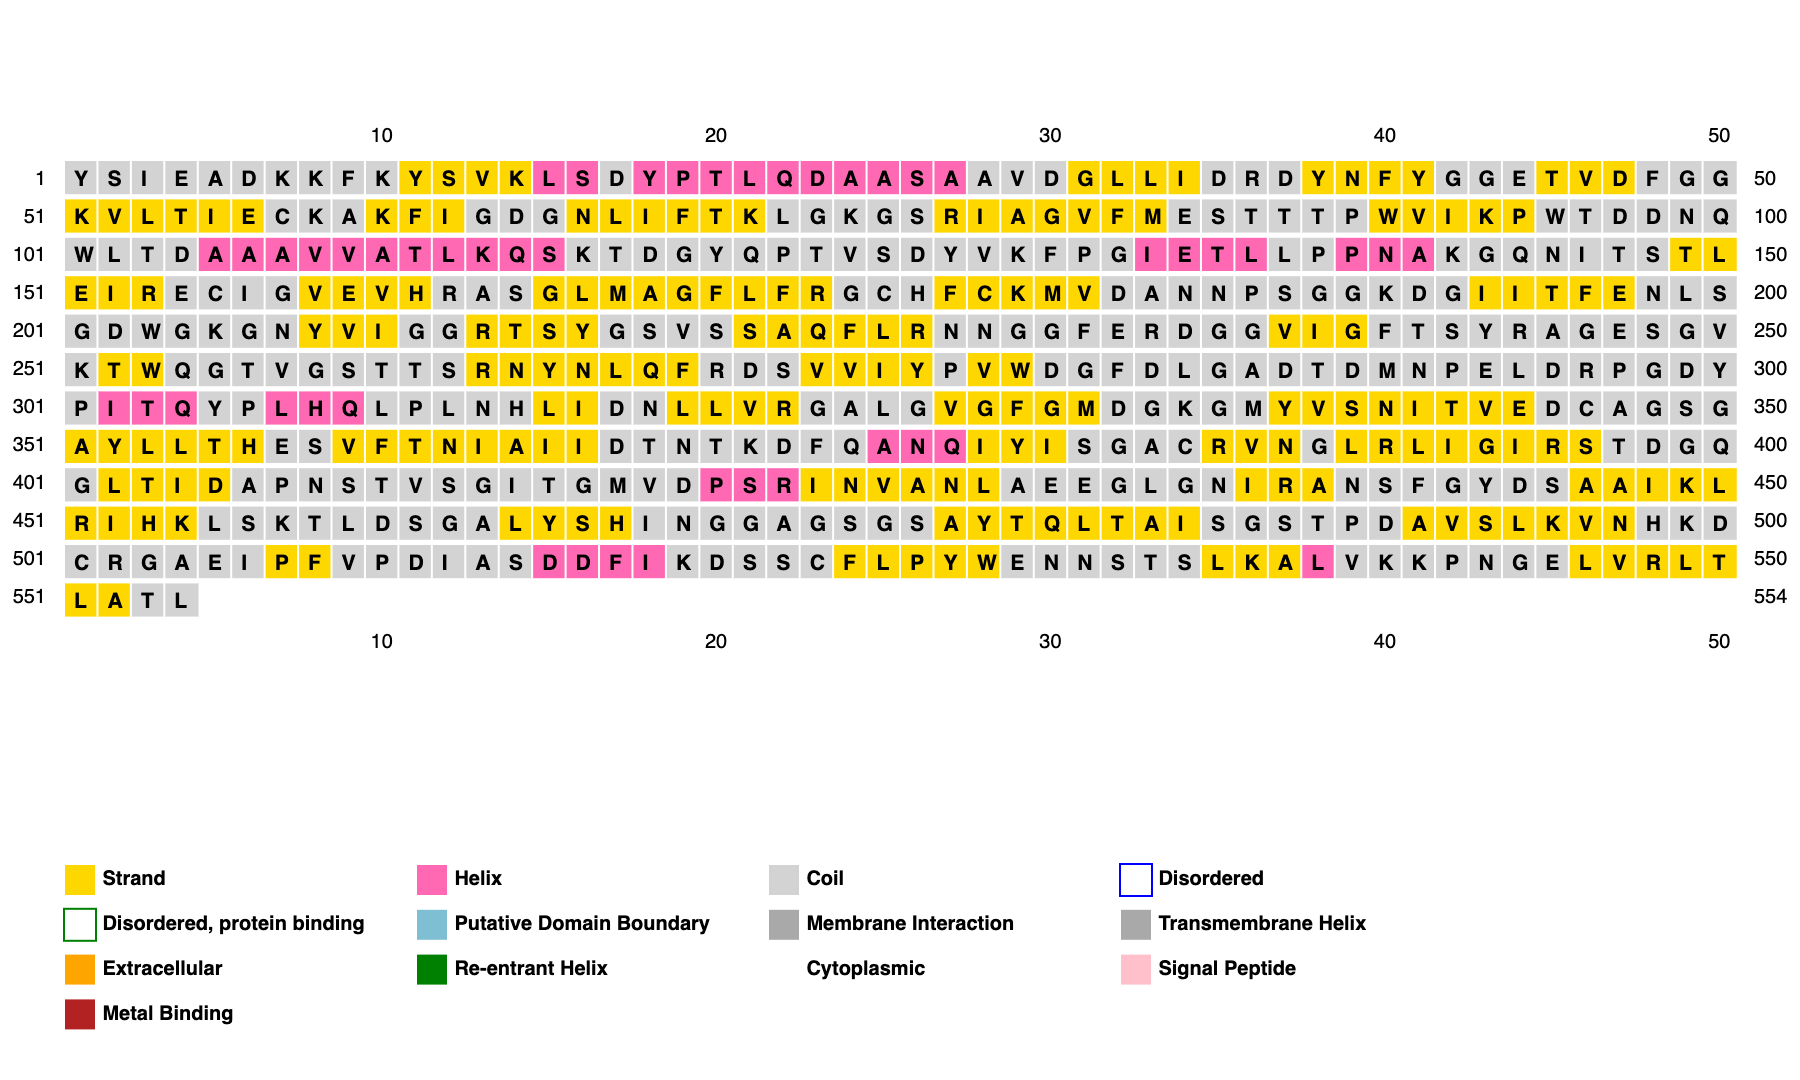 10 20 30 40 50
1 Y S I E A D K K F K Y S V K L S D Y P T L Q D A A S A A V D G L L I D R D Y N F Y G G E T V D F G G 50
51 K V L T I E C K A K F I G D G N L I F T K L G K G S R I A G V F M E S T T T P W V I K P W T D D N Q 100
101 W L T D A A A V V A T L K Q S K T D G Y Q P T V S D Y V K F P G I E T L L P P N A K G Q N I T S T L 150
151 E I R E C I G V E V H R A S G L M A G F L F R G C H F C K M V D A N N P S G G K D G I I T F E N L S 200
201 G D W G K G N Y V I G G R T S Y G S V S S A Q F L R N N G G F E R D G G V I G F T S Y R A G E S G V 250
251 K T W Q G T V G S T T S R N Y N L Q F R D S V V I Y P V W D G F D L G A D T D M N P E L D R P G D Y 300
301 P I T Q Y P L H Q L P L N H L I D N L L V R G A L G V G F G M D G K G M Y V S N I T V E D C A G S G 350
351 A Y L L T H E S V F T N I A I I D T N T K D F Q A N Q I Y I S G A C R V N G L R L I G I R S T D G Q 400
401 G L T I D A P N S T V S G I T G M V D P S R I N V A N L A E E G L G N I R A N S F G Y D S A A I K L 450
451 R I H K L S K T L D S G A L Y S H I N G G A G S G S A Y T Q L T A I S G S T P D A V S L K V N H K D 500
501 C R G A E I P F V P D I A S D D F I K D S S C F L P Y W E N N S T S L K A L V K K P N G E L V R L T 550
551 L A T L 554
10 20 30 40 50
Strand Helix Coil Disordered
Disordered, protein binding Putative Domain Boundary Membrane Interaction Transmembrane Helix
Extracellular Re-entrant Helix Cytoplasmic Signal Peptide
Metal Binding